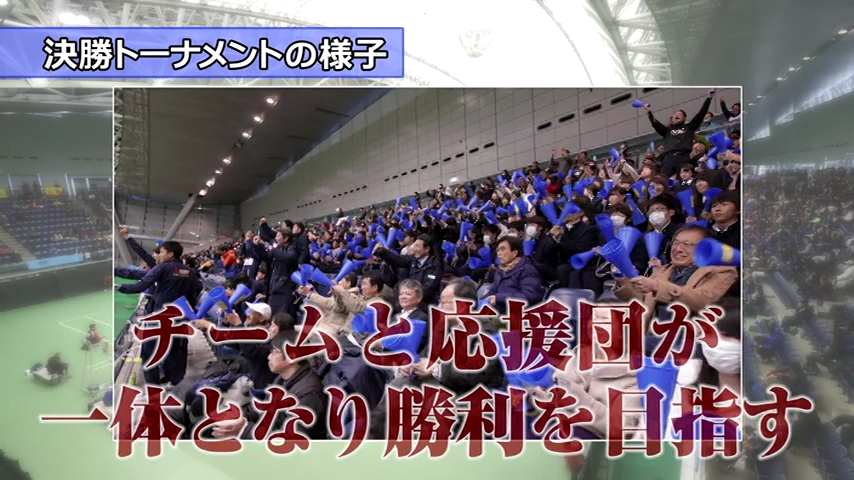 決勝トーナメントの様子
チームと応援団が
一体となり勝利を目指す